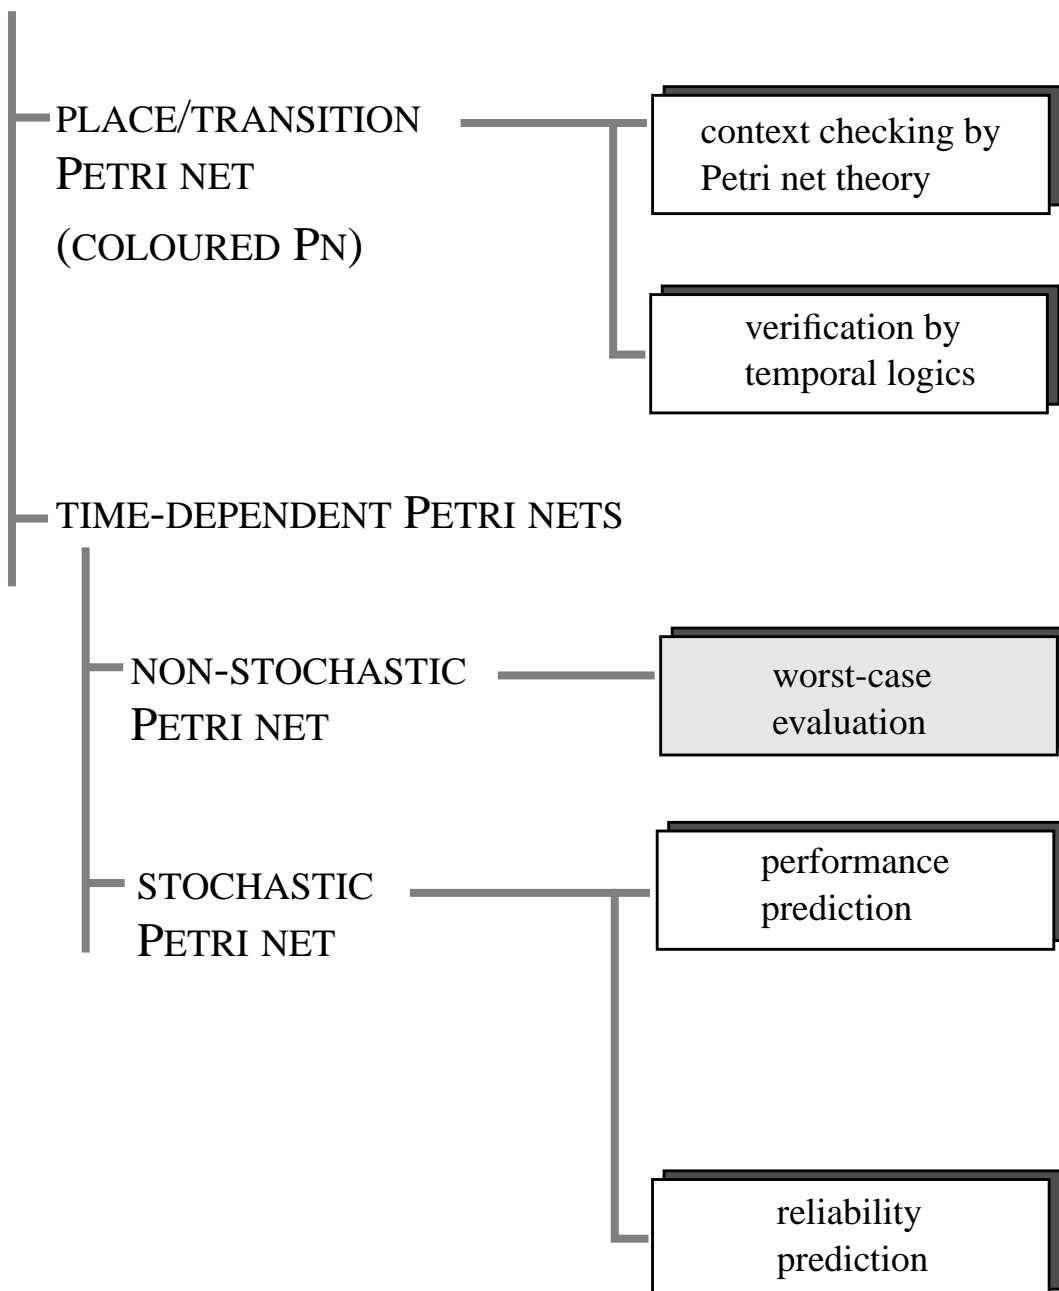 PLACE/TRANSITION
PETRI NET
(COLOURED PN)
context checking by
Petri net theory
verification by
temporal logics
TIME-DEPENDENT PETRI NETS
NON-STOCHASTIC
PETRI NET
worst-case
evaluation
STOCHASTIC
PETRI NET
performance
prediction
reliability
prediction